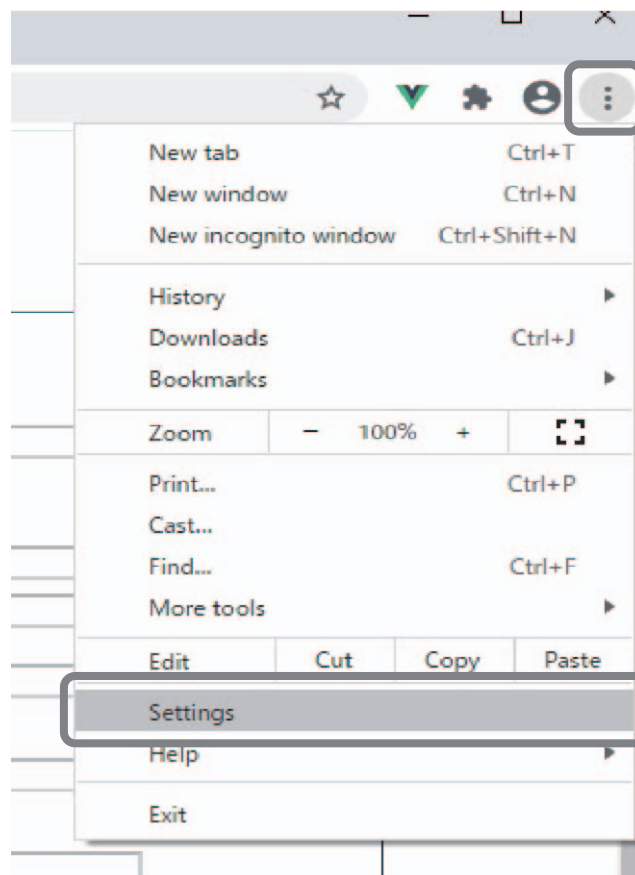 New tab Ctrl+T
New window Ctrl+N
New incognito window Ctrl+Shift+N
History
Downloads Ctrl+J
Bookmarks
Zoom − 100% +
Print... Ctrl+P
Cast...
Find... Ctrl+F
More tools
Edit Cut Copy Paste
Settings
Help
Exit